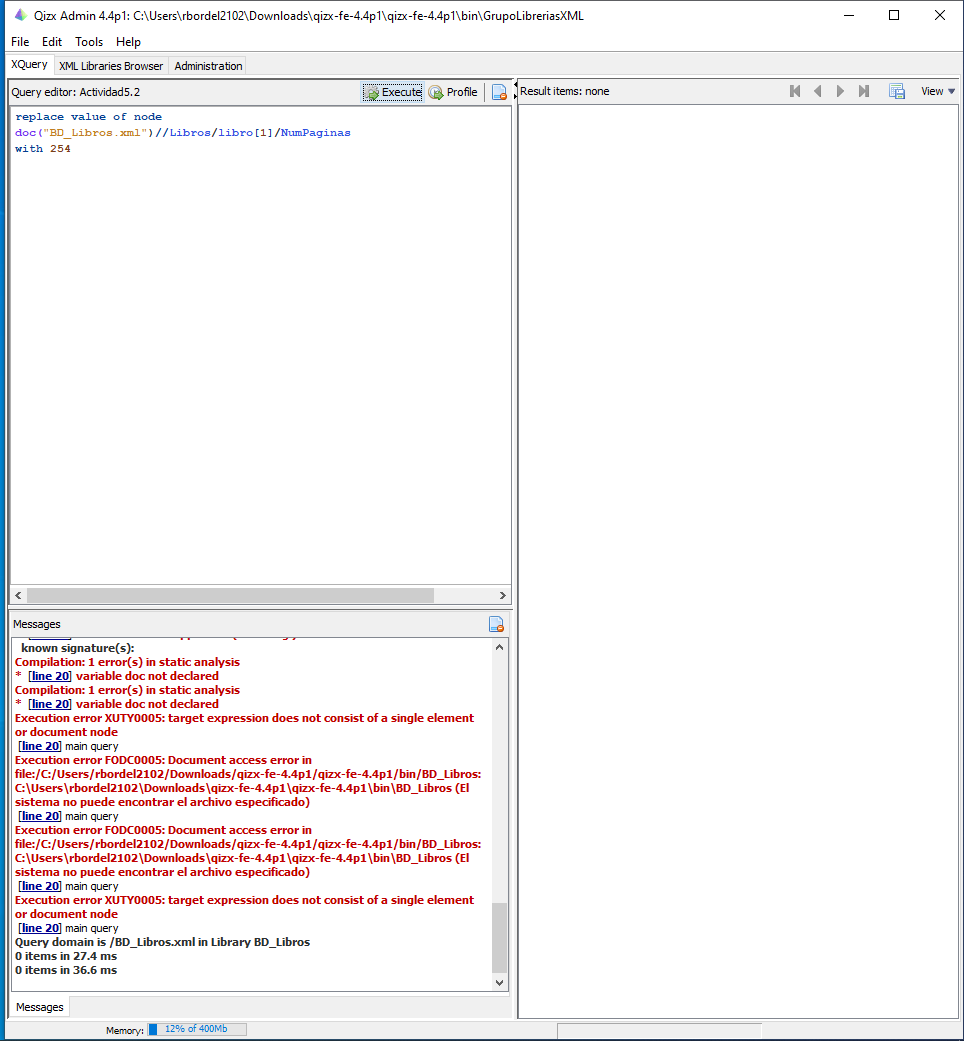 Qizx Admin 4.4p1: C:\Users\rbordel2102\Downloads\qizx-fe-4.4p1\qizx-fe-4.4p1\bin\GrupoLibreriasXML
File Edit Tools Help
XQuery XML Libraries Browser Administration
Query editor: Actividad5.2 Execute Profile
replace value of node
doc("BD_Libros.xml")//Libros/libro[1]/NumPaginas
with 254
Result items: none View
Messages
known signature(s):
Compilation: 1 error(s) in static analysis
* [line 20] variable doc not declared
Compilation: 1 error(s) in static analysis
* [line 20] variable doc not declared
Execution error XUTY0005: target expression does not consist of a single element
or document node
[line 20] main query
Execution error FODC0005: Document access error in
file:/C:/Users/rbordel2102/Downloads/qizx-fe-4.4p1/qizx-fe-4.4p1/bin/BD_Libros:
C:\Users\rbordel2102\Downloads\qizx-fe-4.4p1\qizx-fe-4.4p1\bin\BD_Libros (El
sistema no puede encontrar el archivo especificado)
[line 20] main query
Execution error FODC0005: Document access error in
file:/C:/Users/rbordel2102/Downloads/qizx-fe-4.4p1/qizx-fe-4.4p1/bin/BD_Libros:
C:\Users\rbordel2102\Downloads\qizx-fe-4.4p1\qizx-fe-4.4p1\bin\BD_Libros (El
sistema no puede encontrar el archivo especificado)
[line 20] main query
Execution error XUTY0005: target expression does not consist of a single element
or document node
[line 20] main query
Query domain is /BD_Libros.xml in Library BD_Libros
0 items in 27.4 ms
0 items in 36.6 ms
Messages
Memory: 12% of 400Mb